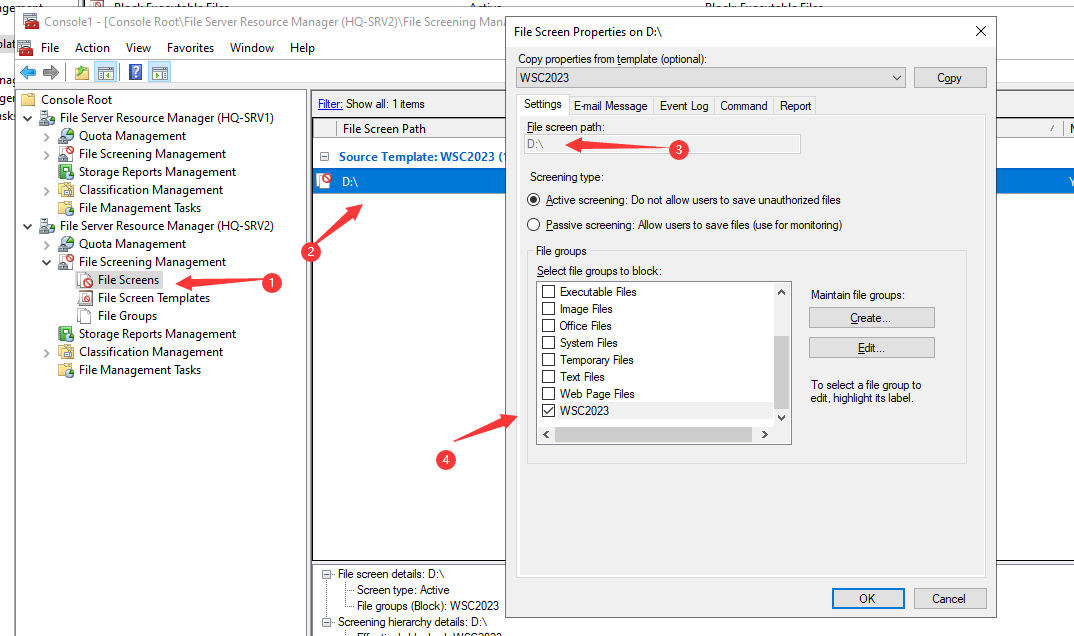 Block Executable Files
Active
Block: Executable Files
Console1 - [Console Root\File Server Resource Manager (HQ-SRV2)\File Screening Mana
File Action View Favorites Window Help
Console Root
File Server Resource Manager (HQ-SRV1)
Quota Management
File Screening Management
Storage Reports Management
Classification Management
File Management Tasks
File Server Resource Manager (HQ-SRV2)
Quota Management
File Screening Management
File Screens
1
File Screen Templates
File Groups
Storage Reports Management
Classification Management
File Management Tasks
Filter: Show all: 1 items
File Screen Path
Source Template: WSC2023 (1
D:\
2
File screen details: D:\
Screen type: Active
File groups (Block): WSC2023
Screening hierarchy details: D:\
File Screen Properties on D:\
Copy properties from template (optional):
WSC2023
Copy
Settings E-mail Message Event Log Command Report
File screen path:
D:\
3
Screening type:
Active screening: Do not allow users to save unauthorized files
Passive screening: Allow users to save files (use for monitoring)
File groups
Select file groups to block:
Executable Files
Image Files
Office Files
System Files
Temporary Files
Text Files
Web Page Files
WSC2023
4
Maintain file groups:
Create...
Edit...
To select a file group to
edit, highlight its label.
OK
Cancel